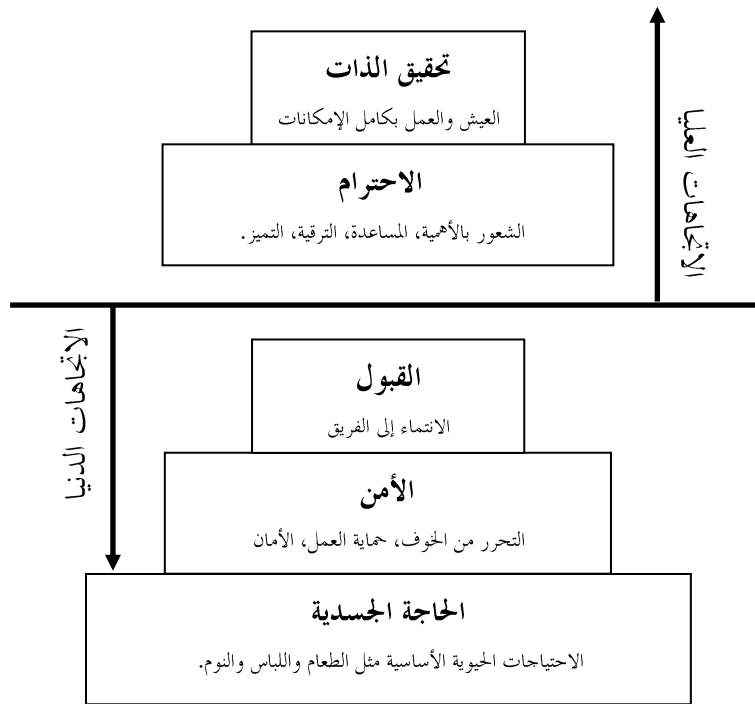 تحقيق الذات
العيش والعمل بكامل الإمكانات
الاتجاهات العليا
الاحترام
الشعور بالأهمية، المساعدة، الترقية، التميز.
الاتجاهات الدنيا
القبول
الانتماء إلى الفريق
الأمن
التحرر من الخوف، حماية العمل، الأمان
الحاجة الجسدية
الاحتياجات الحيوية الأساسية مثل الطعام واللباس والنوم.